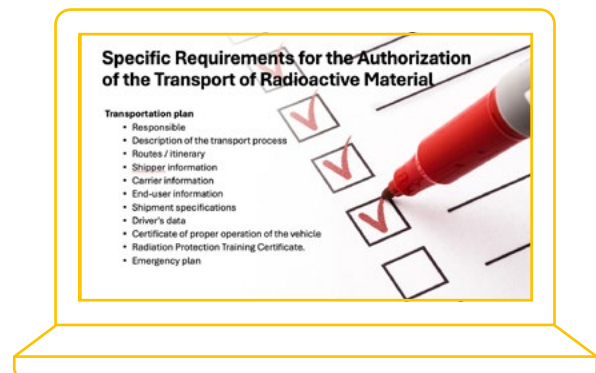 Specific Requirements for the Authorization
of the Transport of Radioactive Material
Transportation plan
• Responsible
• Description of the transport process
• Routes / itinerary
• Shipper information
• Carrier information
• End-user information
• Shipment specifications
• Driver's data
• Certificate of proper operation of the vehicle
• Radiation Protection Training Certificate.
• Emergency plan